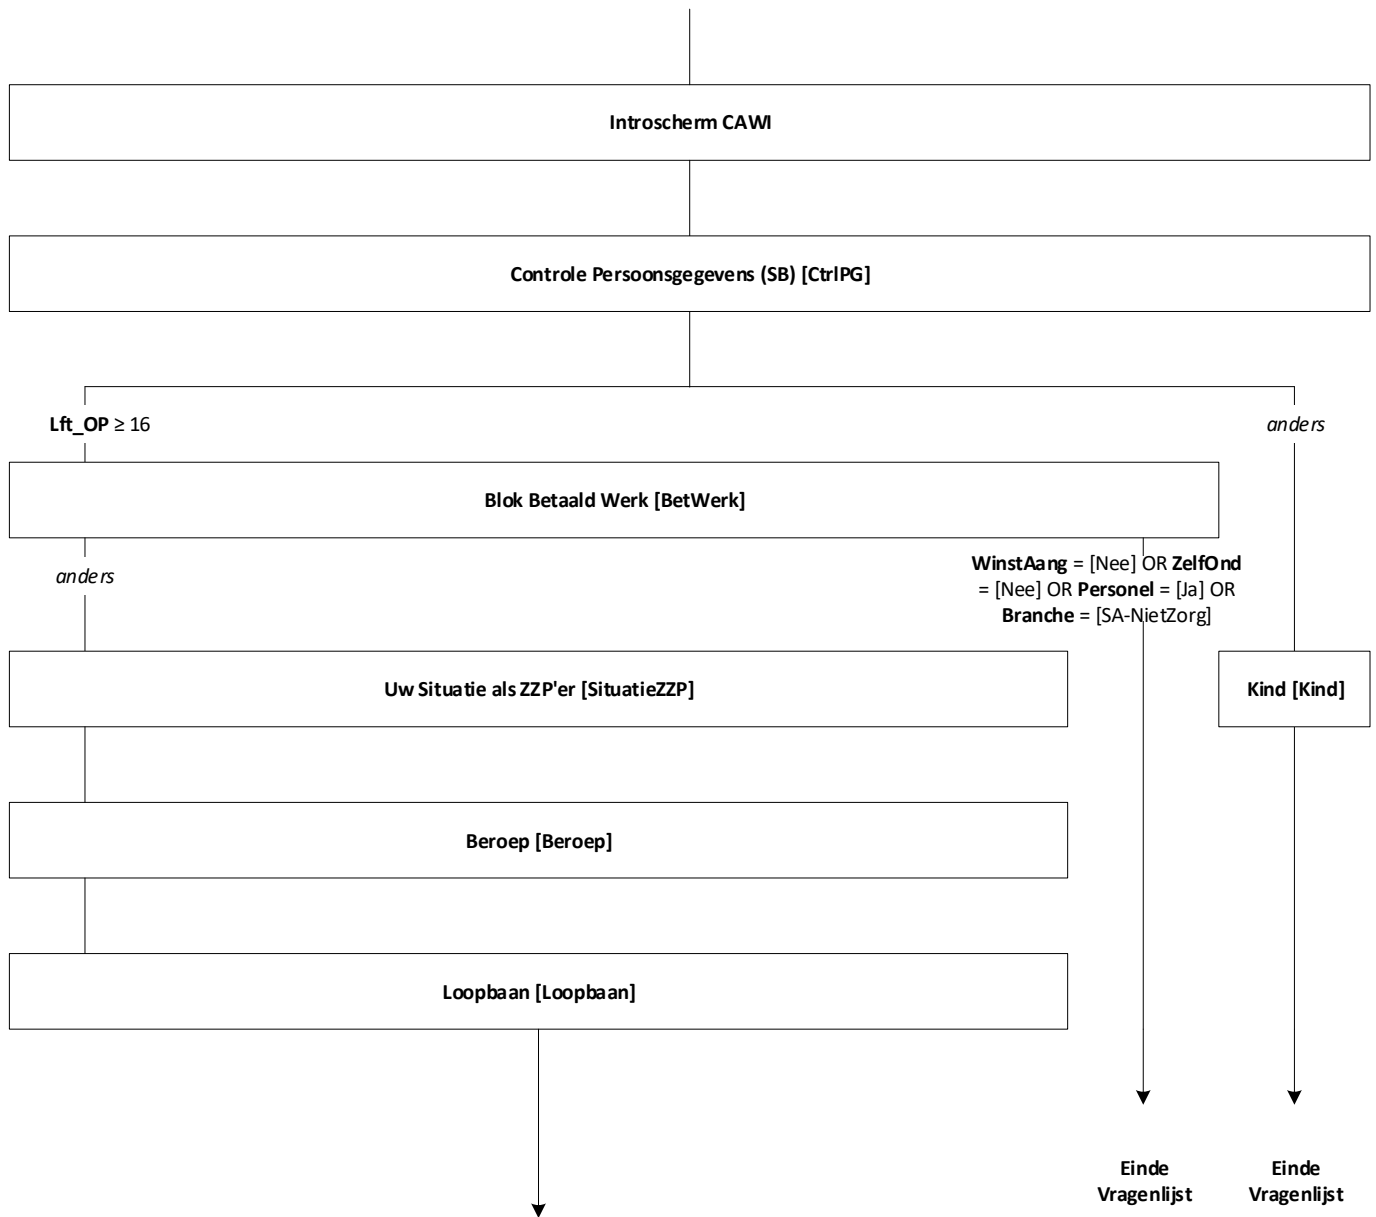 Introscherm CAWI
Controle Persoonsgegevens (SB) [CtrlPG]
Lft_OP ≥ 16
anders
Blok Betaald Werk [BetWerk]
anders
WinstAang = [Nee] OR ZelfOnd
= [Nee] OR Personel = [Ja] OR
Branche = [SA-NietZorg]
Uw Situatie als ZZP'er [SituatieZZP]
Kind [Kind]
Beroep [Beroep]
Loopbaan [Loopbaan]
Einde
Vragenlijst
Einde
Vragenlijst